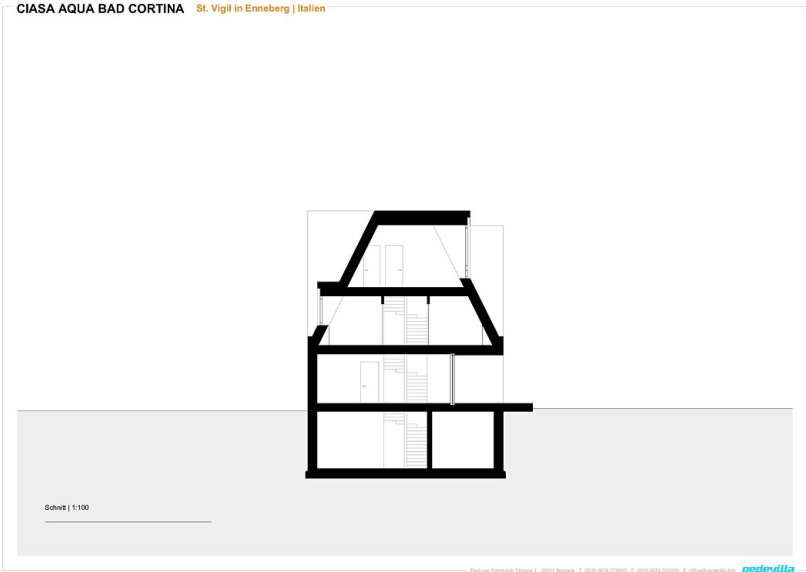 CIASA AQUA BAD CORTINA St. Vigil in Enneberg | Italien
Schnitt | 1:100
pedevilla